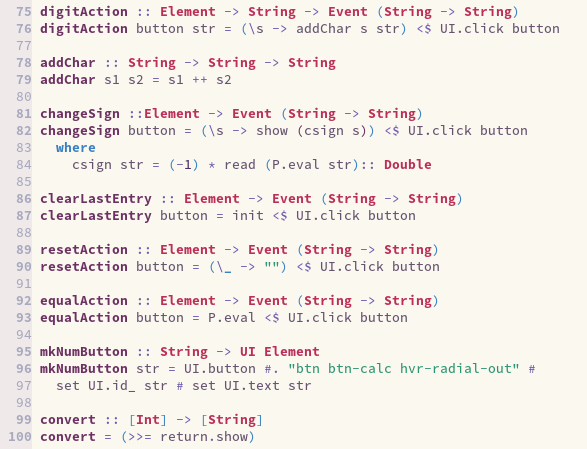 75 digitAction :: Element -> String -> Event (String -> String)
76 digitAction button str = (\s -> addChar s str) <$ UI.click button
77
78 addChar :: String -> String -> String
79 addChar s1 s2 = s1 ++ s2
80
81 changeSign ::Element -> Event (String -> String)
82 changeSign button = (\s -> show (csign s)) <$ UI.click button
83   where
84     csign str = (-1) * read (P.eval str):: Double
85
86 clearLastEntry :: Element -> Event (String -> String)
87 clearLastEntry button = init <$ UI.click button
88
89 resetAction :: Element -> Event (String -> String)
90 resetAction button = (\_ -> "") <$ UI.click button
91
92 equalAction :: Element -> Event (String -> String)
93 equalAction button = P.eval <$ UI.click button
94
95 mkNumButton :: String -> UI Element
96 mkNumButton str = UI.button #. "btn btn-calc hvr-radial-out" #
97   set UI.id_ str # set UI.text str
98
99 convert :: [Int] -> [String]
100 convert = (>>= return.show)